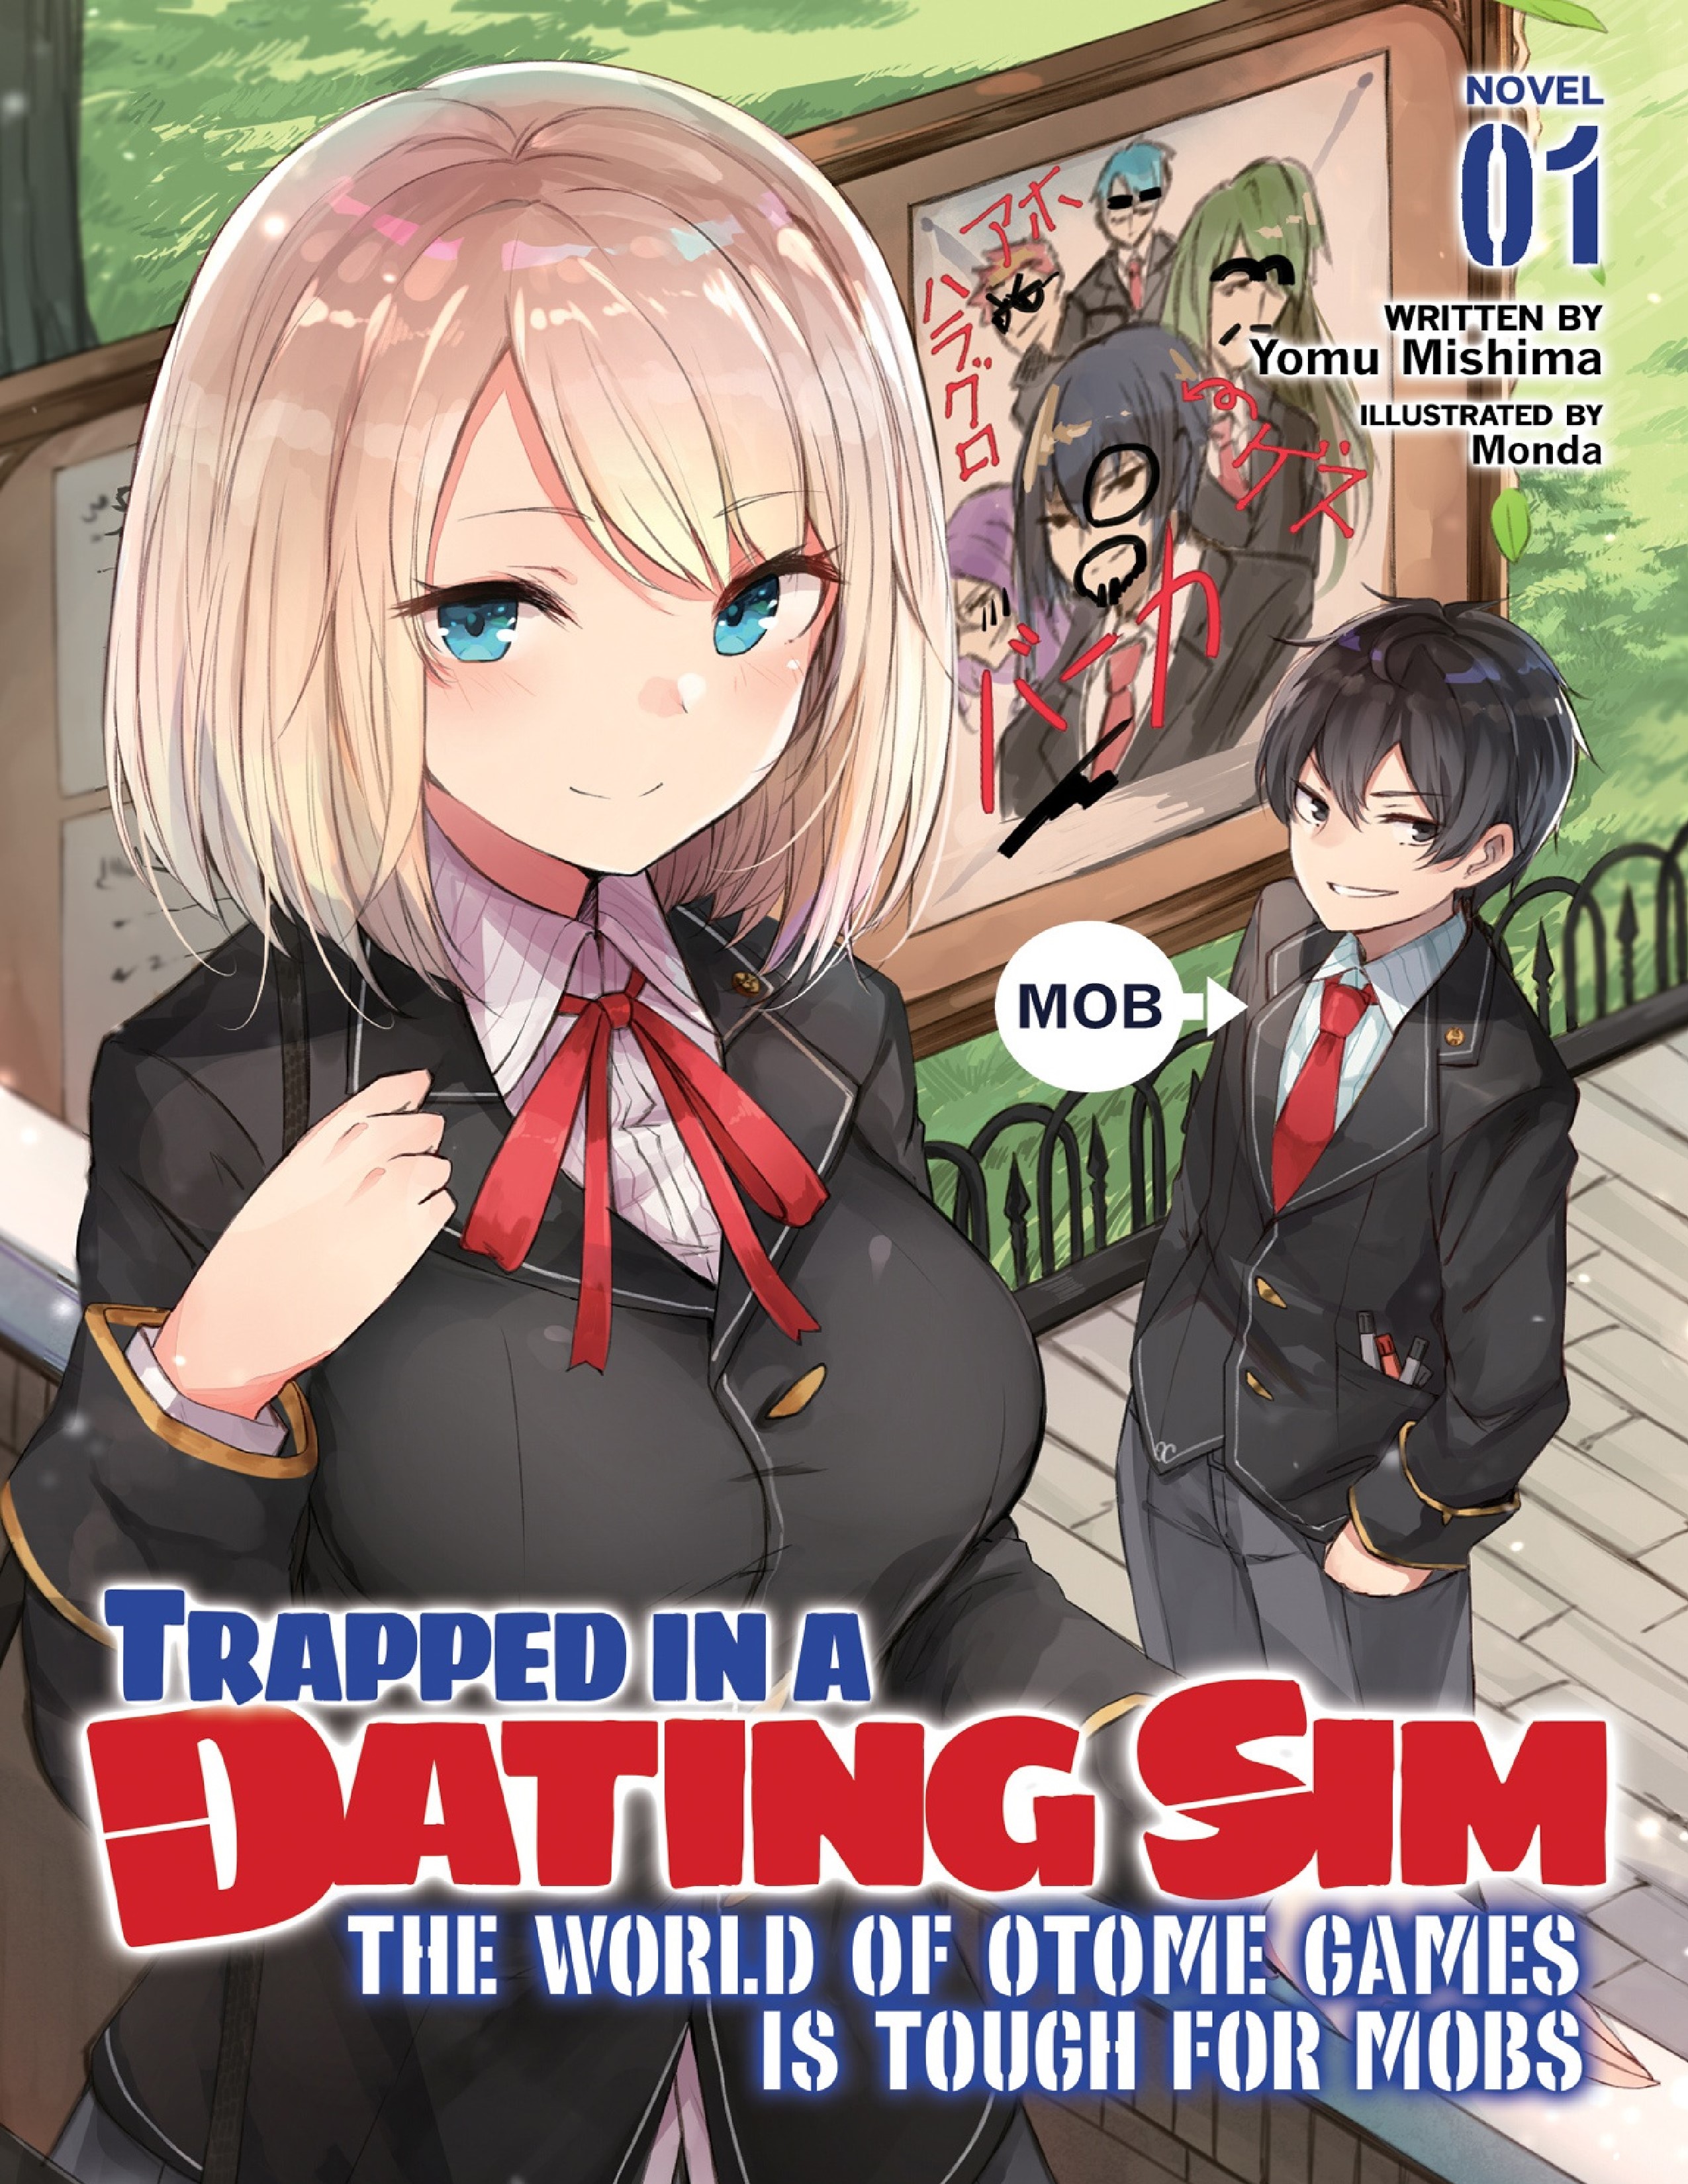 NOVEL
01
WRITTEN BY
Yomu Mishima
ILLUSTRATED BY
Monda
アホ
ハラグロ
ゲス
バーカ
MOB
TRAPPED IN A
DATING SIM
THE WORLD OF OTOME GAMES
IS TOUGH FOR MOBS